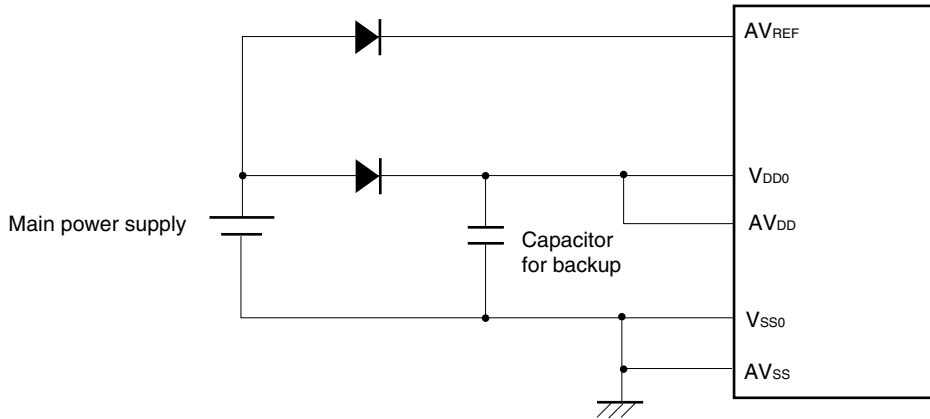 AVREF
VDD0
AVDD
Main power supply
Capacitor
for backup
VSS0
AVSS